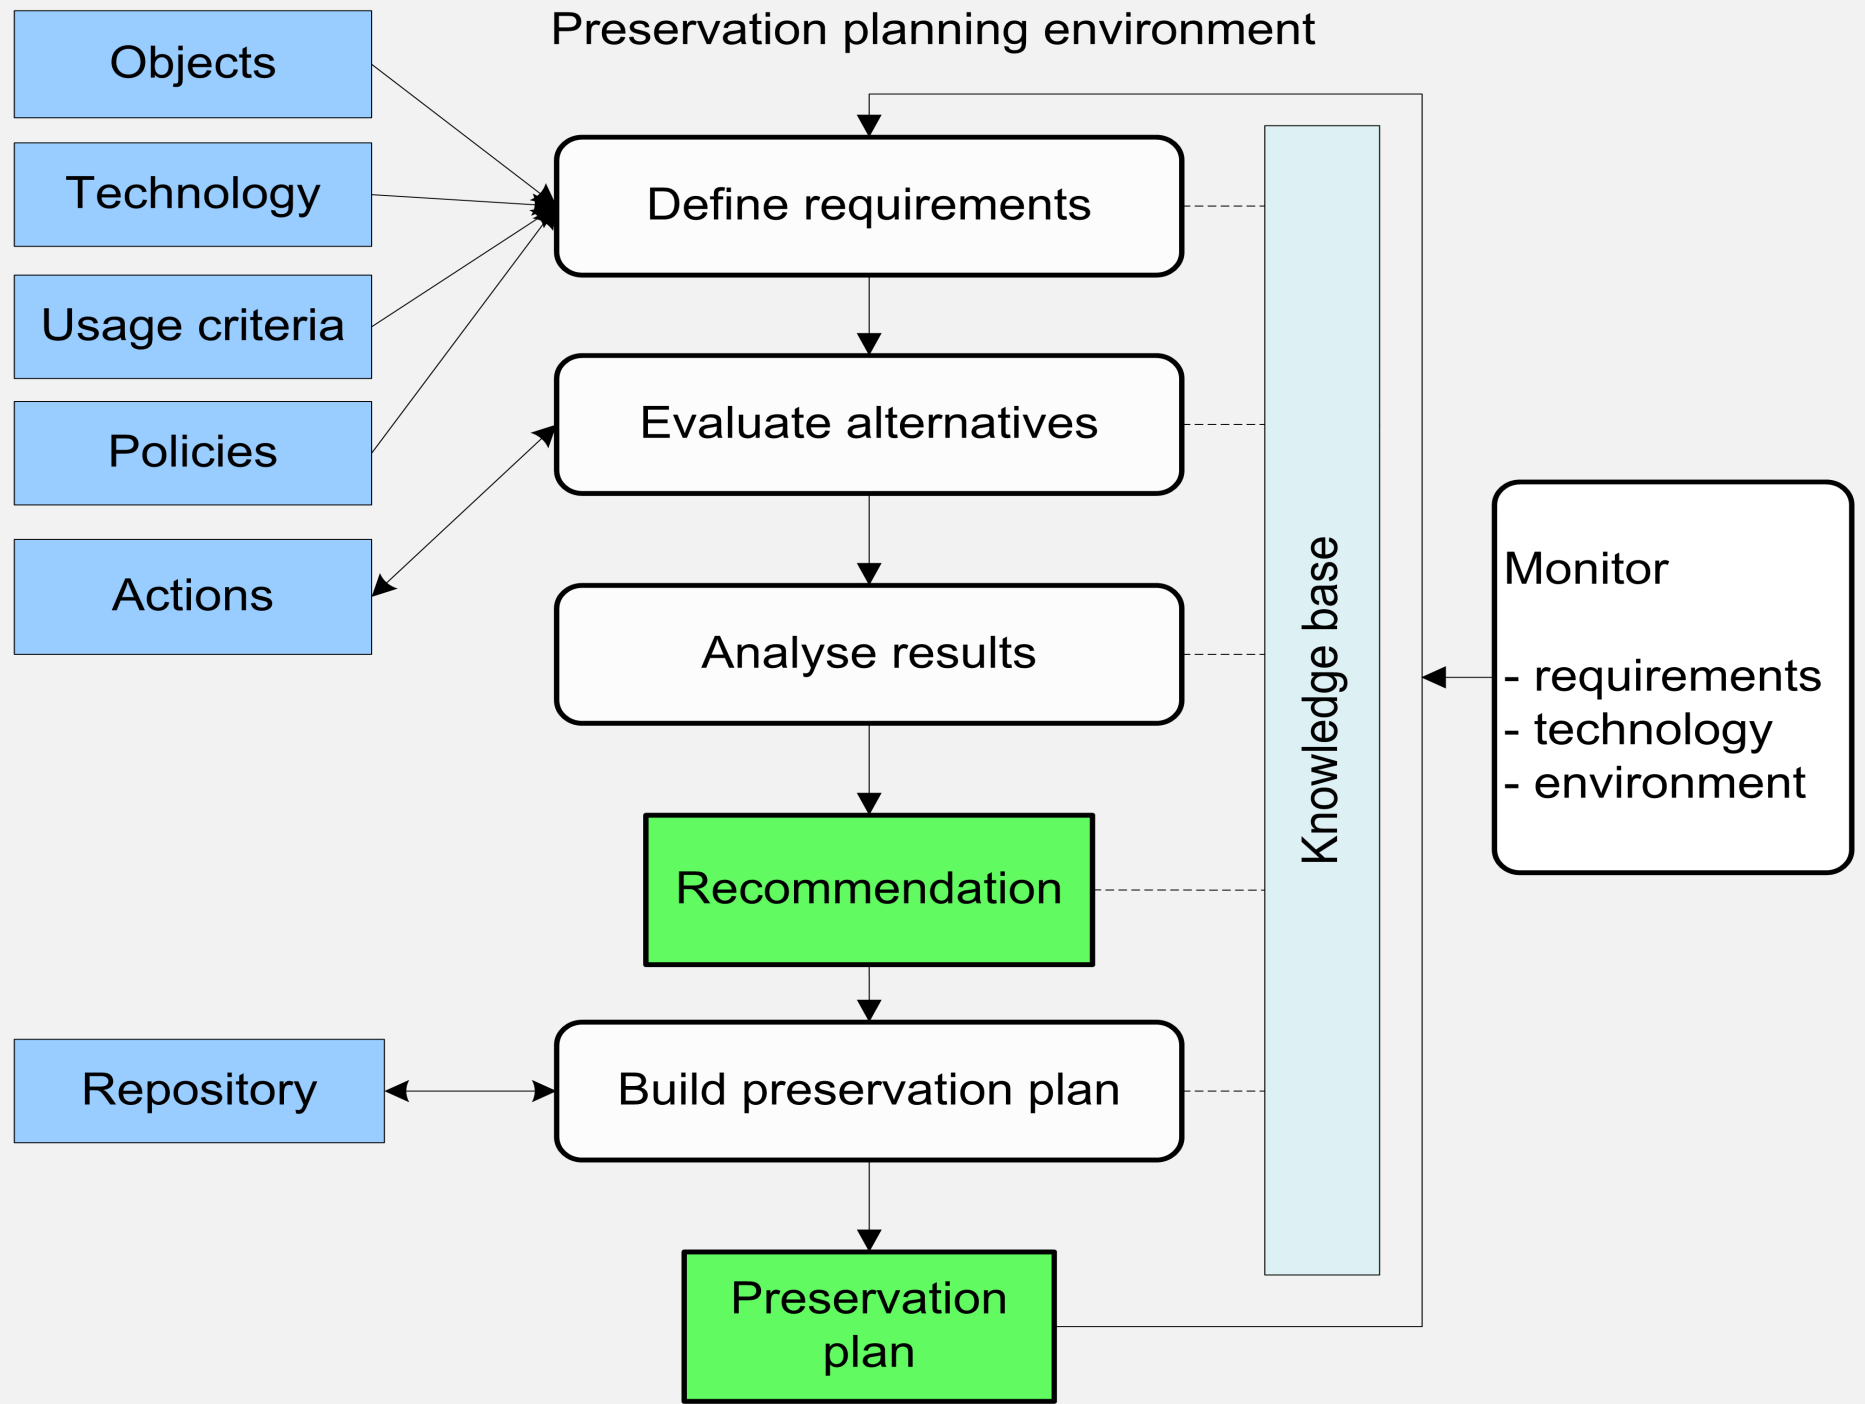 Preservation planning environment
Objects
Technology
Usage criteria
Policies
Actions
Repository
Define requirements
Evaluate alternatives
Analyse results
Recommendation
Build preservation plan
Preservation
plan
Knowledge base
Monitor
- requirements
- technology
- environment